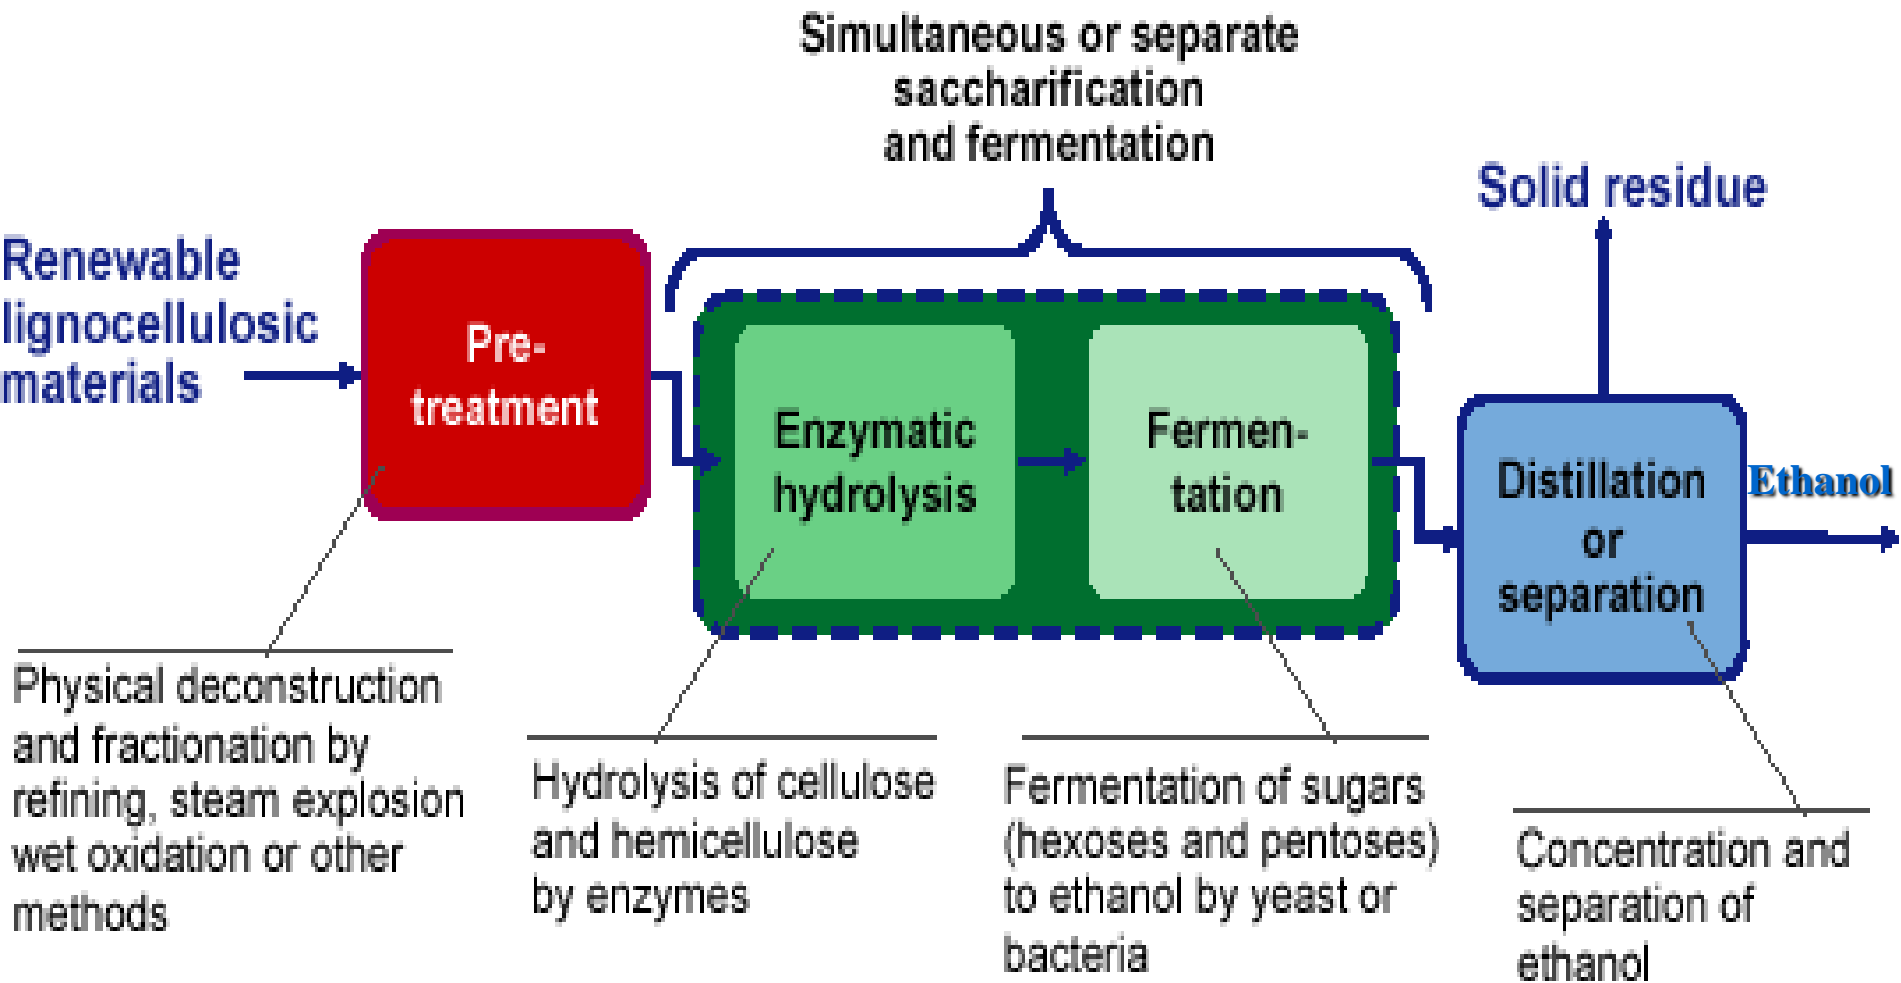 Simultaneous or separate
saccharification
and fermentation
Solid residue
Renewable
lignocellulosic
materials
Pre-
treatment
Enzymatic
hydrolysis
Fermen-
tation
Distillation
or
separation
Ethanol
Physical deconstruction
and fractionation by
refining, steam explosion
wet oxidation or other
methods
Hydrolysis of cellulose
and hemicellulose
by enzymes
Fermentation of sugars
(hexoses and pentoses)
to ethanol by yeast or
bacteria
Concentration and
separation of
ethanol